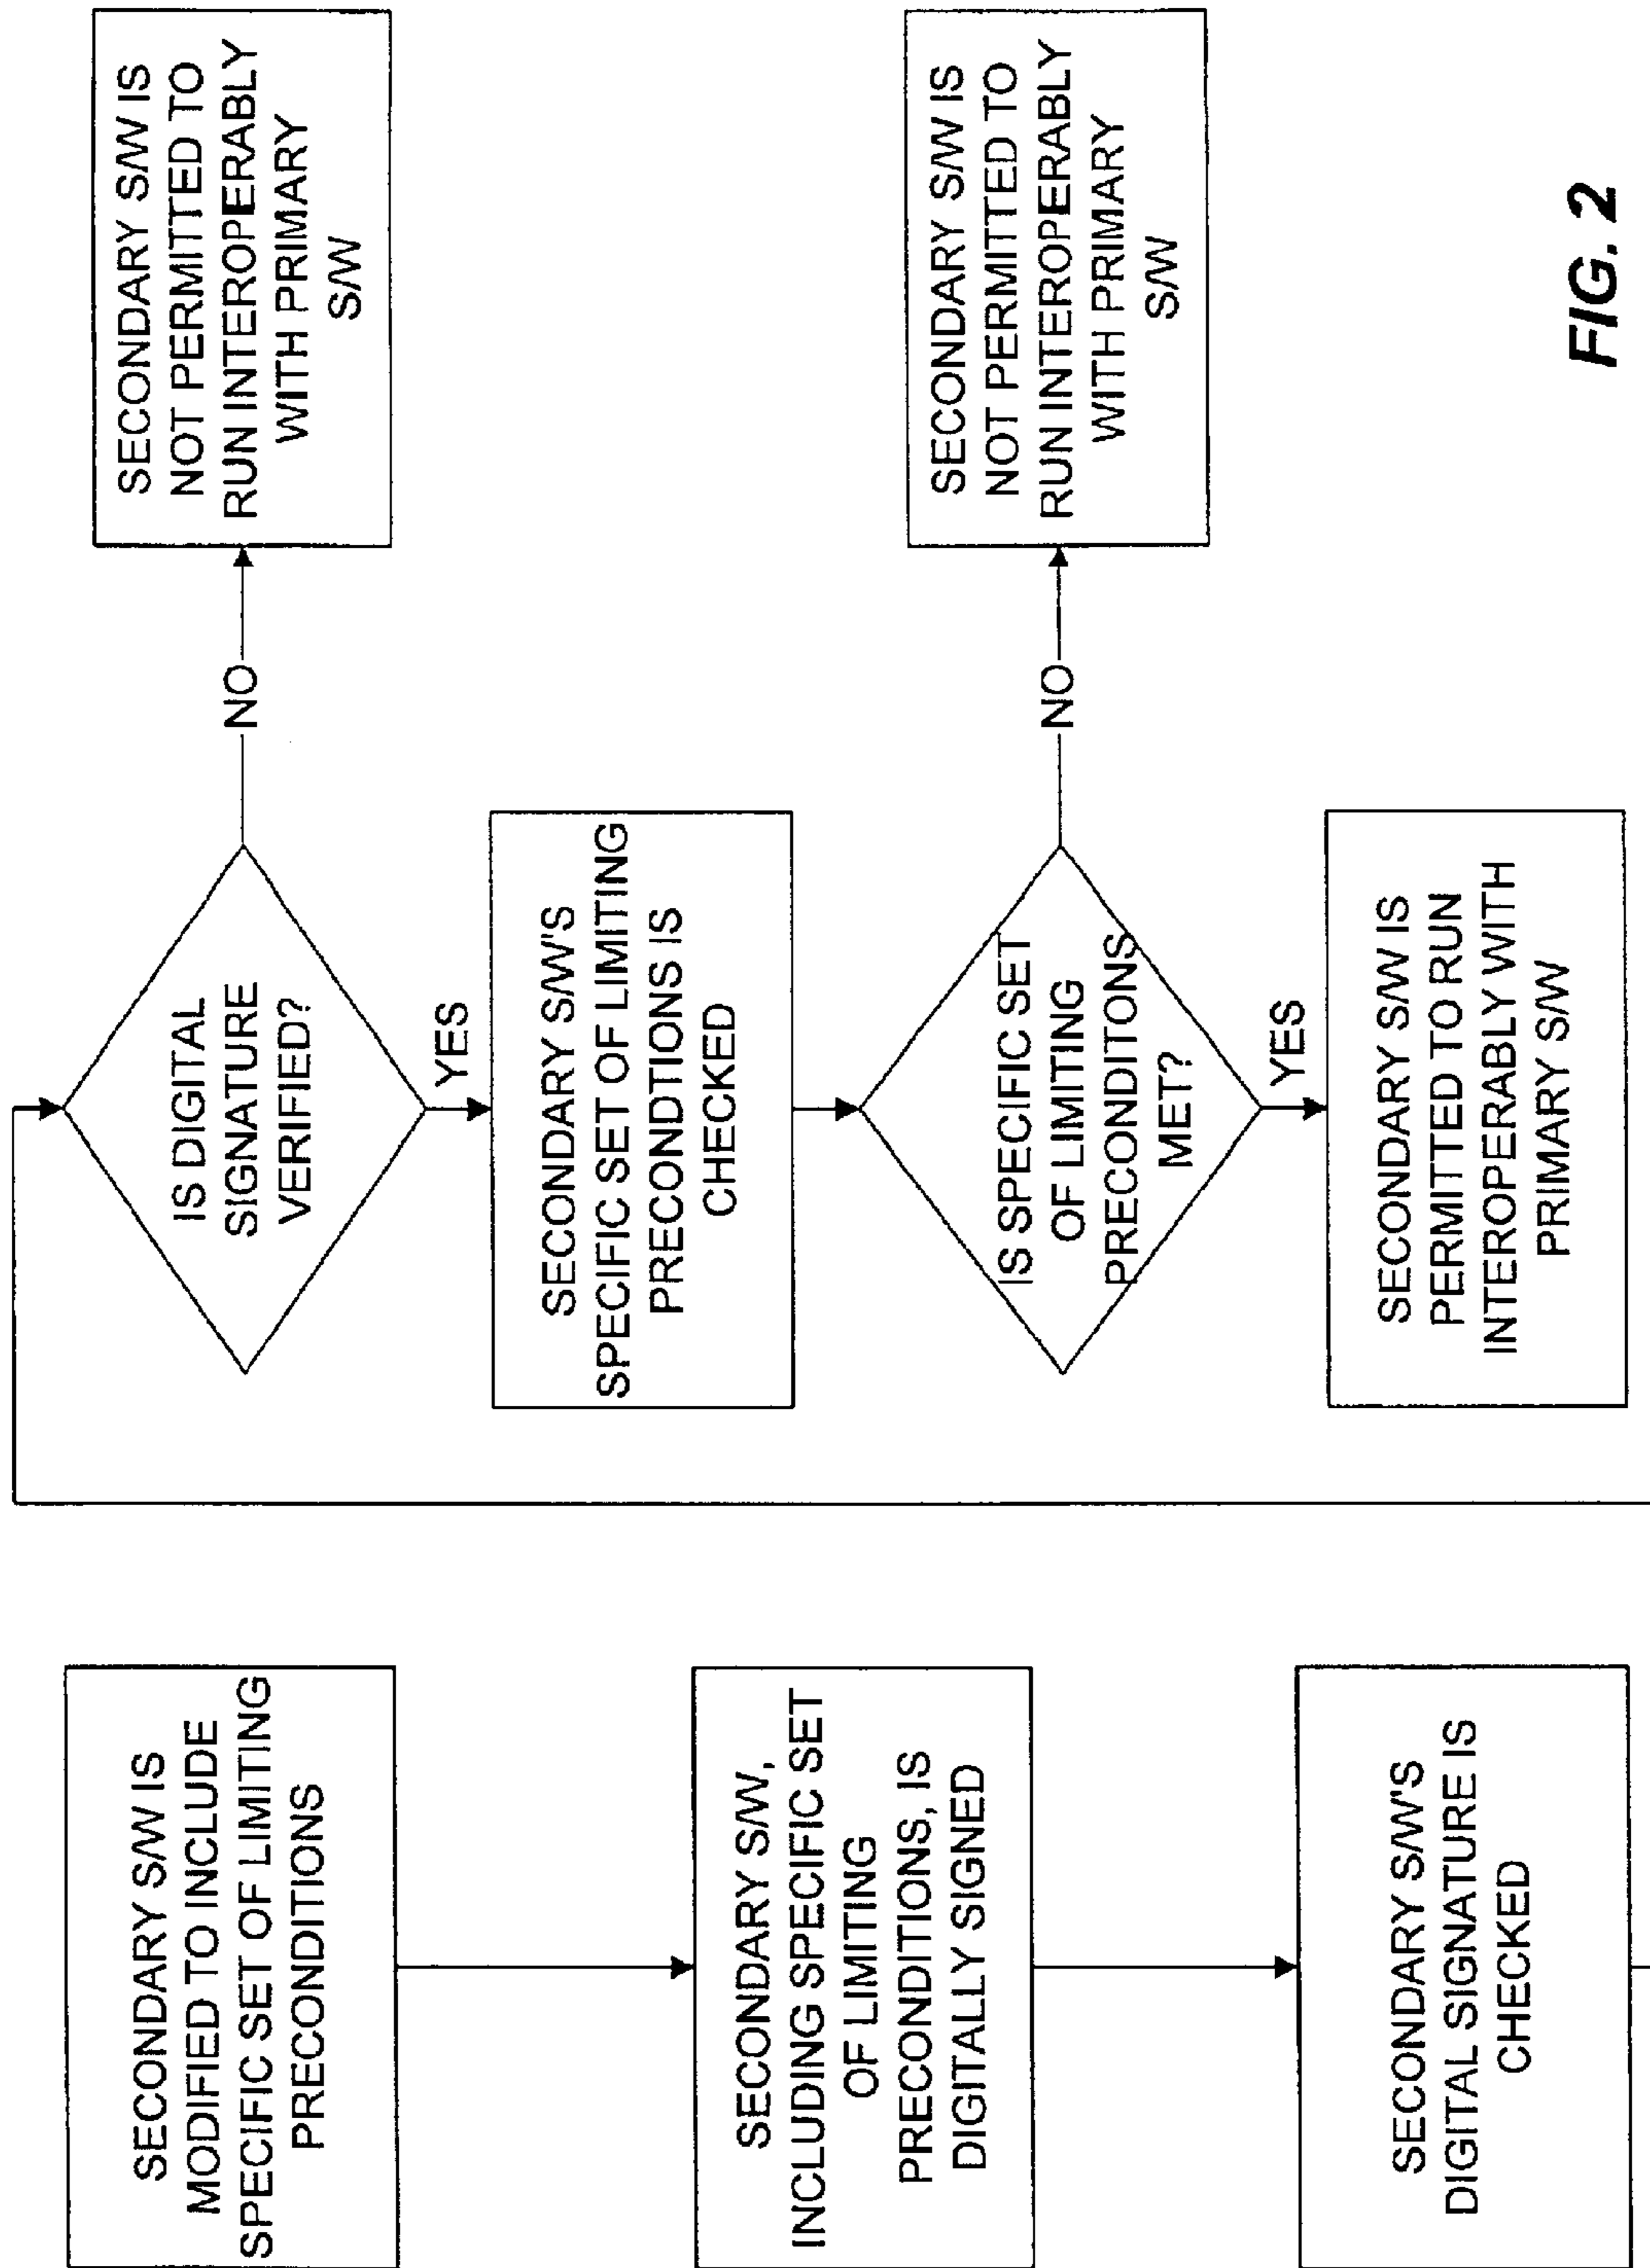 SECONDARY S/W IS
MODIFIED TO INCLUDE
SPECIFIC SET OF LIMITING
PRECONDITIONS
SECONDARY S/W,
INCLUDING SPECIFIC SET
OF LIMITING
PRECONDITIONS, IS
DIGITALLY SIGNED
SECONDARY S/W'S
DIGITAL SIGNATURE IS
CHECKED
IS DIGITAL
SIGNATURE
VERIFIED?
NO
SECONDARY S/W IS
NOT PERMITTED TO
RUN INTEROPERABLY
WITH PRIMARY
S/W
YES
SECONDARY S/W'S
SPECIFIC SET OF LIMITING
PRECONDTIONS IS
CHECKED
IS SPECIFIC SET
OF LIMITING
PRECONDITONS
MET?
NO
SECONDARY S/W IS
NOT PERMITTED TO
RUN INTEROPERABLY
WITH PRIMARY
S/W
YES
SECONDARY S/W IS
PERMITTED TO RUN
INTEROPERABLY WITH
PRIMARY S/W
FIG. 2